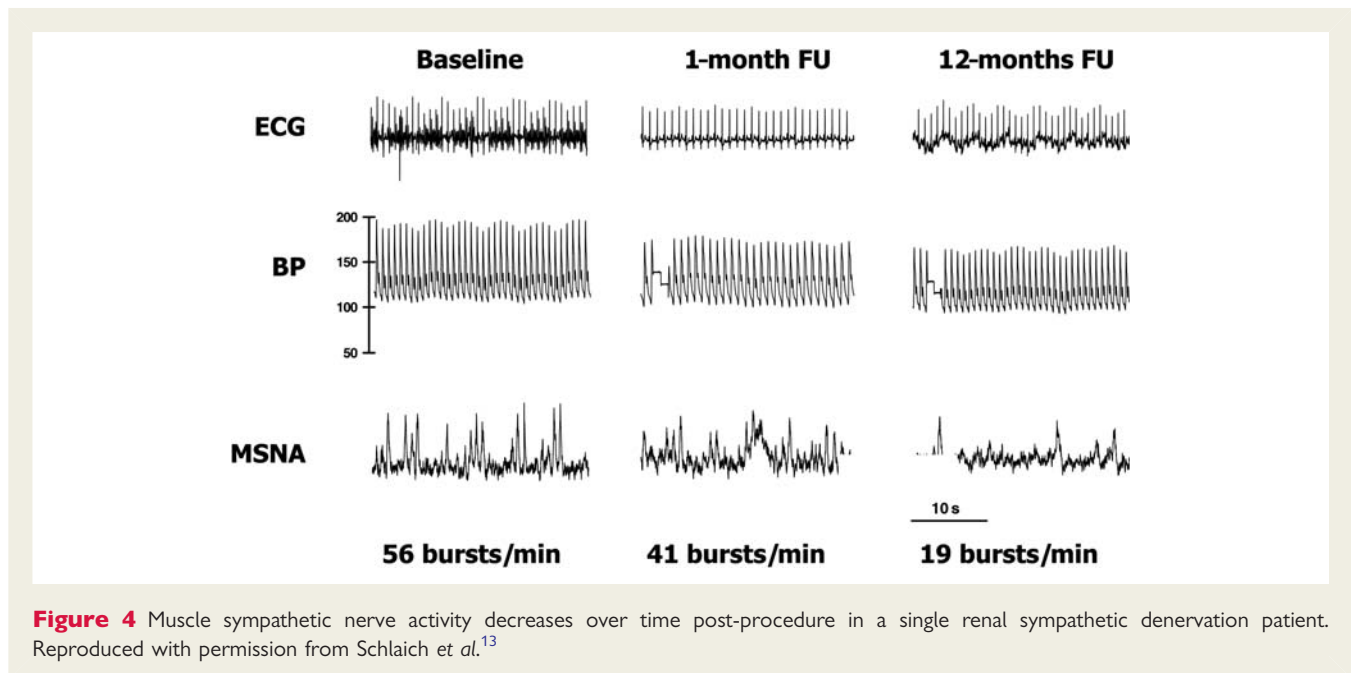 Baseline 1-month FU 12-months FU
ECG
200
BP 150
100
50
MSNA
10 s
56 bursts/min 41 bursts/min 19 bursts/min
Figure 4 Muscle sympathetic nerve activity decreases over time post-procedure in a single renal sympathetic denervation patient.
Reproduced with permission from Schlaich et al.13